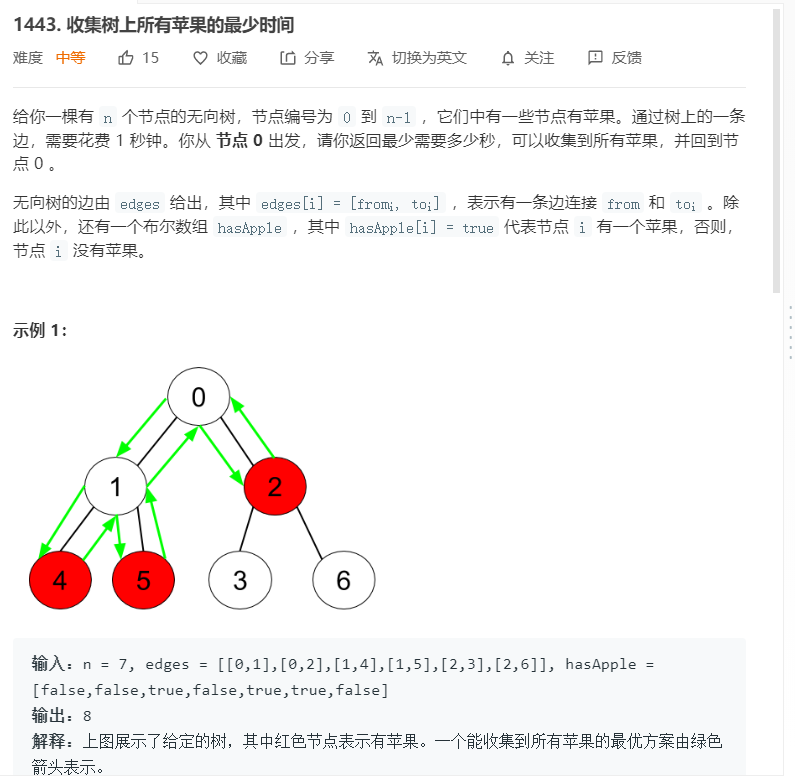 1443. 收集树上所有苹果的最少时间
难度 中等 15 收藏 分享 切换为英文 关注 反馈
给你一棵有 n 个节点的无向树，节点编号为 0 到 n-1 ，它们中有一些节点有苹果。通过树上的一条
边，需要花费 1 秒钟。你从 节点 0 出发，请你返回最少需要多少秒，可以收集到所有苹果，并回到节
点 0 。
无向树的边由 edges 给出，其中 edges[i] = [fromᵢ, toᵢ] ，表示有一条边连接 from 和 toᵢ 。除
此以外，还有一个布尔数组 hasApple ，其中 hasApple[i] = true 代表节点 i 有一个苹果，否则，
节点 i 没有苹果。
示例 1：
0
1 2
4 5 3 6
输入：n = 7, edges = [[0,1],[0,2],[1,4],[1,5],[2,3],[2,6]], hasApple =
[false,false,true,false,true,true,false]
输出：8
解释：上图展示了给定的树，其中红色节点表示有苹果。一个能收集到所有苹果的最优方案由绿色
箭头表示。